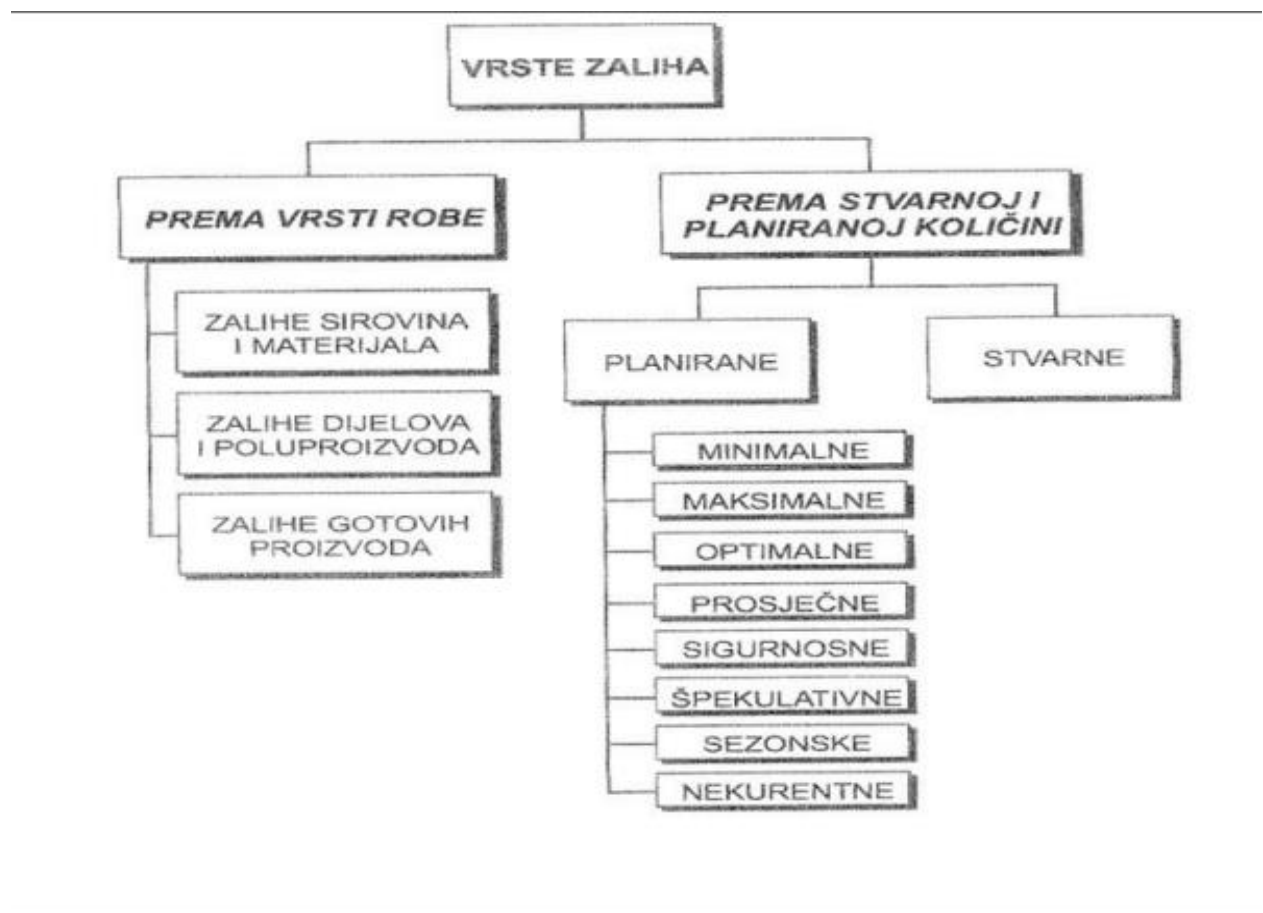 VRSTE ZALIHA
PREMA VRSTI ROBE
ZALIHE SIROVINA
I MATERIJALA
ZALIHE DIJELOVA
I POLUPROIZVODA
ZALIHE GOTOVIH
PROIZVODA
PREMA STVARNOJ I
PLANIRANOJ KOLIČINI
PLANIRANE
STVARNE
MINIMALNE
MAKSIMALNE
OPTIMALNE
PROSJEČNE
SIGURNOSNE
ŠPEKULATIVNE
SEZONSKE
NEKURENTNE